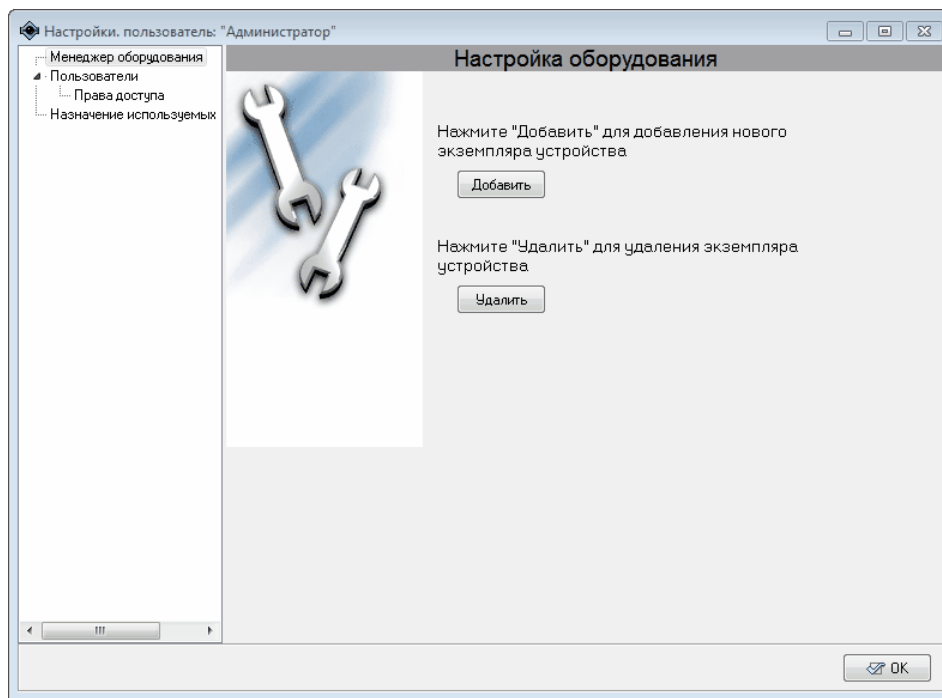 Настройки. пользователь: "Администратор"
Менеджер оборудования
Пользователи
Права доступа
Назначение используемых
Настройка оборудования
Нажмите "Добавить" для добавления нового
экземпляра устройства
Добавить
Нажмите "Удалить" для удаления экземпляра
устройства
Удалить
OK